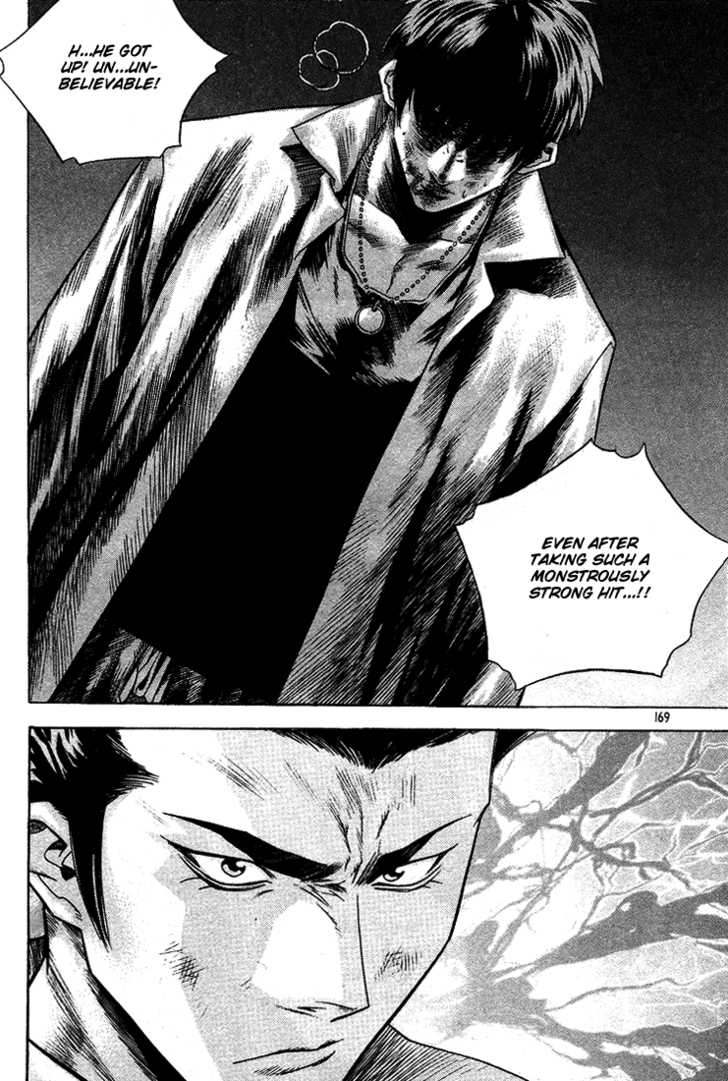 H...HE GOT
UP! UN...UN-
BELIEVABLE!
EVEN AFTER
TAKING SUCH A
MONSTROUSLY
STRONG HIT...!!
169